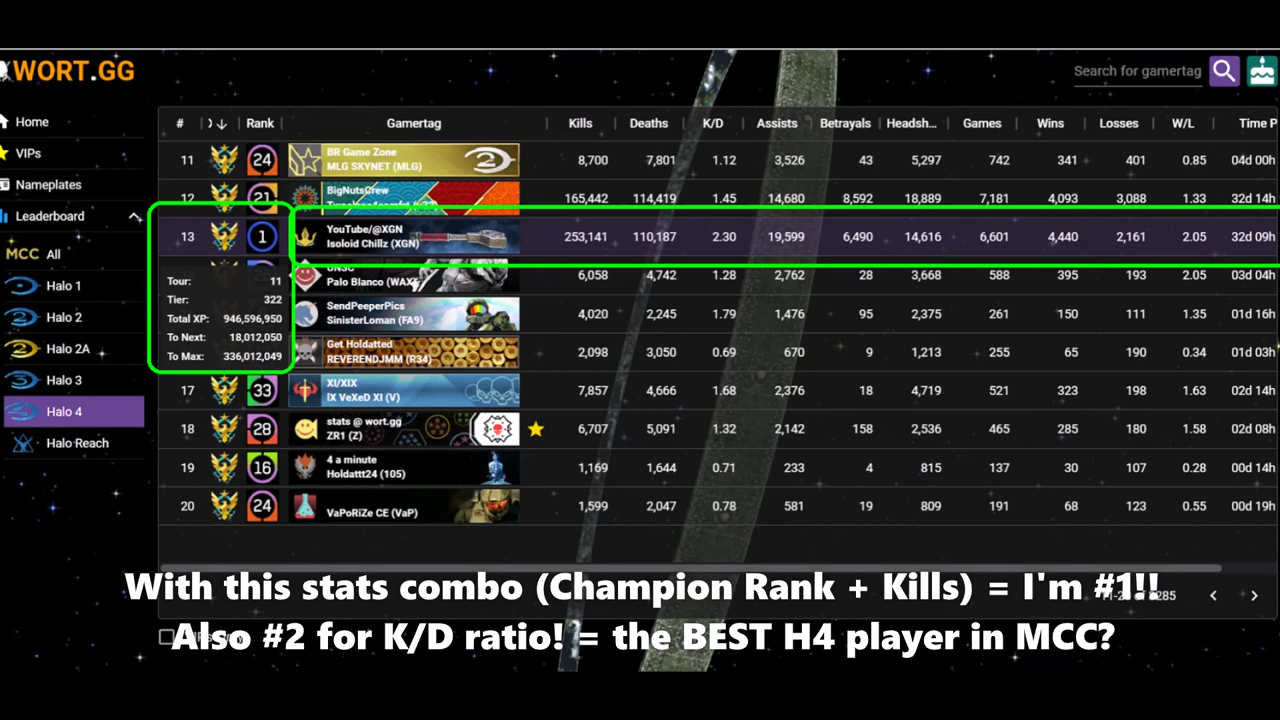 WORT.GG
Search for gamertag
Home
VIPs
Nameplates
Leaderboard
MCC All
Halo 1
Halo 2
Halo 2A
Halo 3
Halo 4
Halo Reach
# Rank Gamertag Kills Deaths K/D Assists Betrayals Headsh... Games Wins Losses W/L Time P
11 24 BR Game Zone 8,700 7,801 1.12 3,526 43 5,297 742 341 401 0.85 04d 00h
MLG SKYNET (MLG)
12 21 BigNutsCrew 165,442 114,419 1.45 14,680 8,592 18,889 7,181 4,093 3,088 1.33 32d 14h
13 1 YouTube/@XGN 253,141 110,187 2.30 19,599 6,490 14,616 6,601 4,440 2,161 2.05 32d 09h
Isoloid Chillz (XGN)
UNSC 6,058 4,742 1.28 2,762 28 3,668 588 395 193 2.05 03d 04h
Palo Blanco (WAX)
Tour: 11
Tier: 322
Total XP: 946,596,950
To Next: 18,012,050
To Max: 336,012,049
SendPeeperPics 4,020 2,245 1.79 1,476 95 2,375 261 150 111 1.35 01d 16h
SinisterLoman (FA9)
Get Holdatted 2,098 3,050 0.69 670 9 1,213 255 65 190 0.34 01d 03h
REVERENDJMM (R34)
17 33 XI/XIX 7,857 4,666 1.68 2,376 18 4,719 521 323 198 1.63 02d 14h
IX VeXeD XI (V)
18 28 stats @ wort.gg 6,707 5,091 1.32 2,142 158 2,536 465 285 180 1.58 02d 08h
ZR1 (Z)
19 16 4 a minute 1,169 1,644 0.71 233 4 815 137 30 107 0.28 00d 14h
Holdattt24 (105)
20 24 VaPoRiZe CE (VaP) 1,599 2,047 0.78 581 19 809 191 68 123 0.55 00d 19h
With this stats combo (Champion Rank + Kills) = I'm #1!!
Also #2 for K/D ratio! = the BEST H4 player in MCC?